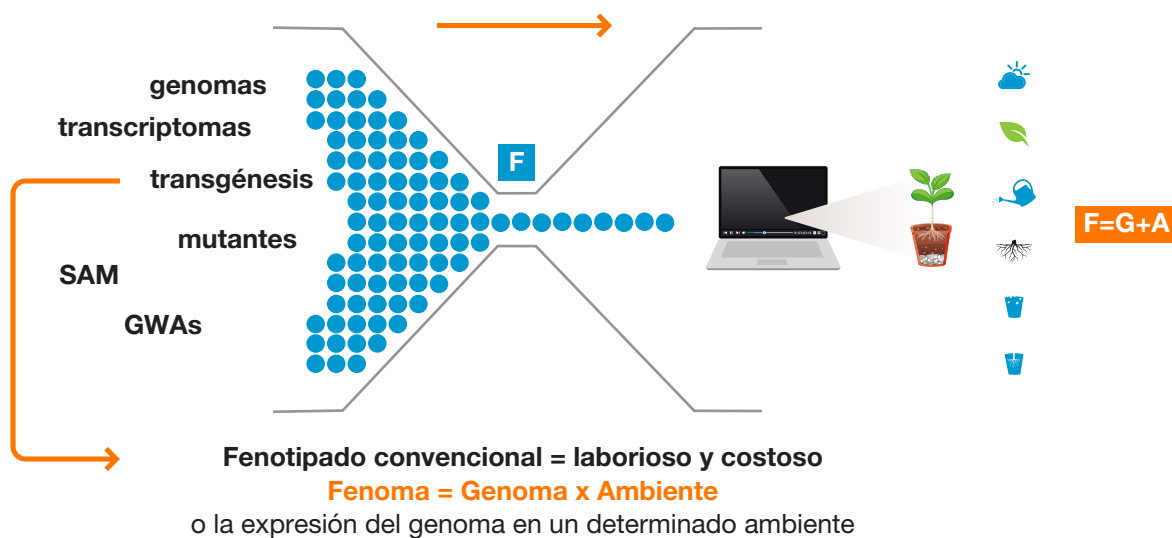 genomas
transcriptomas
transgénesis
mutantes
SAM
GWAs
F
F=G+A
Fenotipado convencional = laborioso y costoso
Fenoma = Genoma x Ambiente
o la expresión del genoma en un determinado ambiente